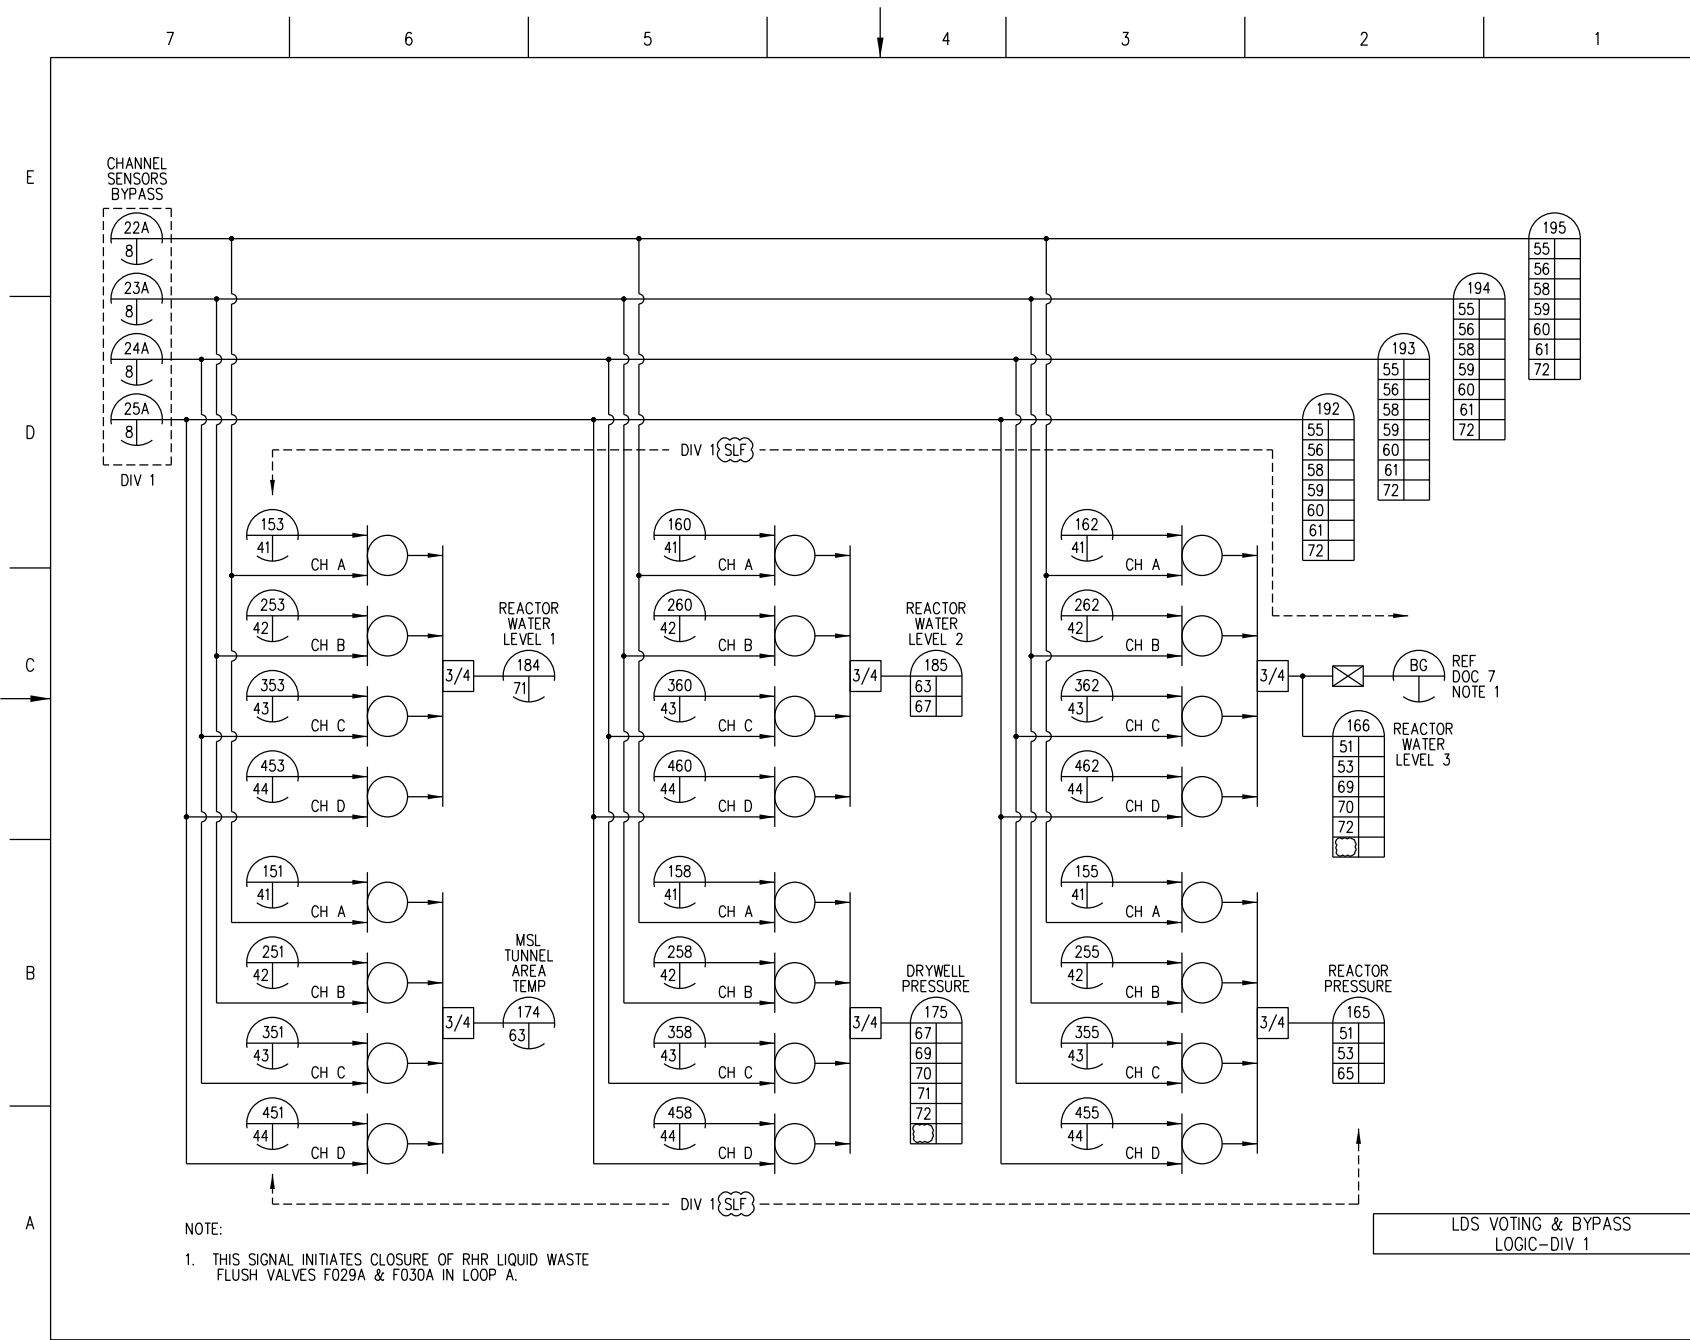 7 6 5 4 3 2 1
E
D
C
B
A
CHANNEL
SENSORS
BYPASS
22A
8
23A
8
24A
8
25A
8
DIV 1
195
55
56
58
59
60
61
72
194
55
56
58
59
60
61
72
193
55
56
58
59
60
61
72
192
55
56
58
59
60
61
72
DIV 1 SLF
153
41
CH A
253
42
CH B
353
43
CH C
453
44
CH D
3/4
REACTOR
WATER
LEVEL 1
184
71
160
41
CH A
260
42
CH B
360
43
CH C
460
44
CH D
3/4
REACTOR
WATER
LEVEL 2
185
63
67
162
41
CH A
262
42
CH B
362
43
CH C
462
44
CH D
3/4
BG
REF
DOC 7
NOTE 1
166
51
53
69
70
72
REACTOR
WATER
LEVEL 3
151
41
CH A
251
42
CH B
351
43
CH C
451
44
CH D
3/4
MSL
TUNNEL
AREA
TEMP
174
63
158
41
CH A
258
42
CH B
358
43
CH C
458
44
CH D
3/4
DRYWELL
PRESSURE
175
67
69
70
71
72
155
41
CH A
255
42
CH B
355
43
CH C
455
44
CH D
3/4
REACTOR
PRESSURE
165
51
53
65
DIV 1 SLF
NOTE:
1. THIS SIGNAL INITIATES CLOSURE OF RHR LIQUID WASTE
FLUSH VALVES F029A & F030A IN LOOP A.
LDS VOTING & BYPASS
LOGIC-DIV 1